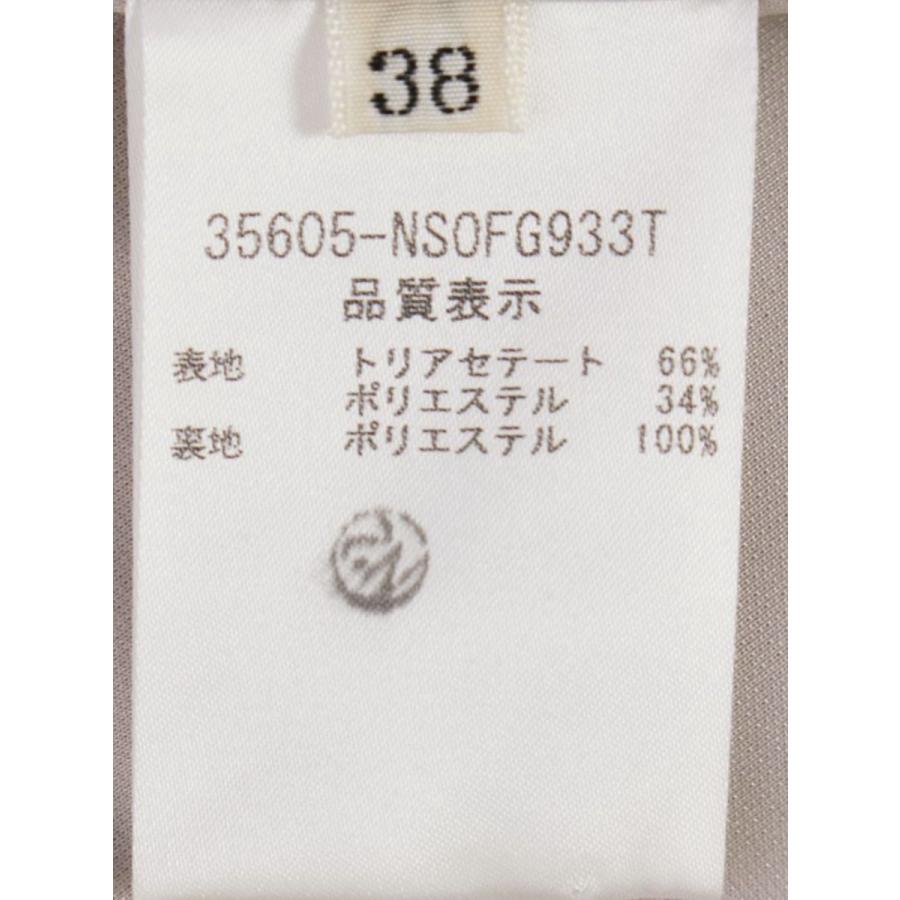 38
35605-NSOFG933T
品質表示
表地 トリアセテート 66%
ポリエステル 34%
裏地 ポリエステル 100%